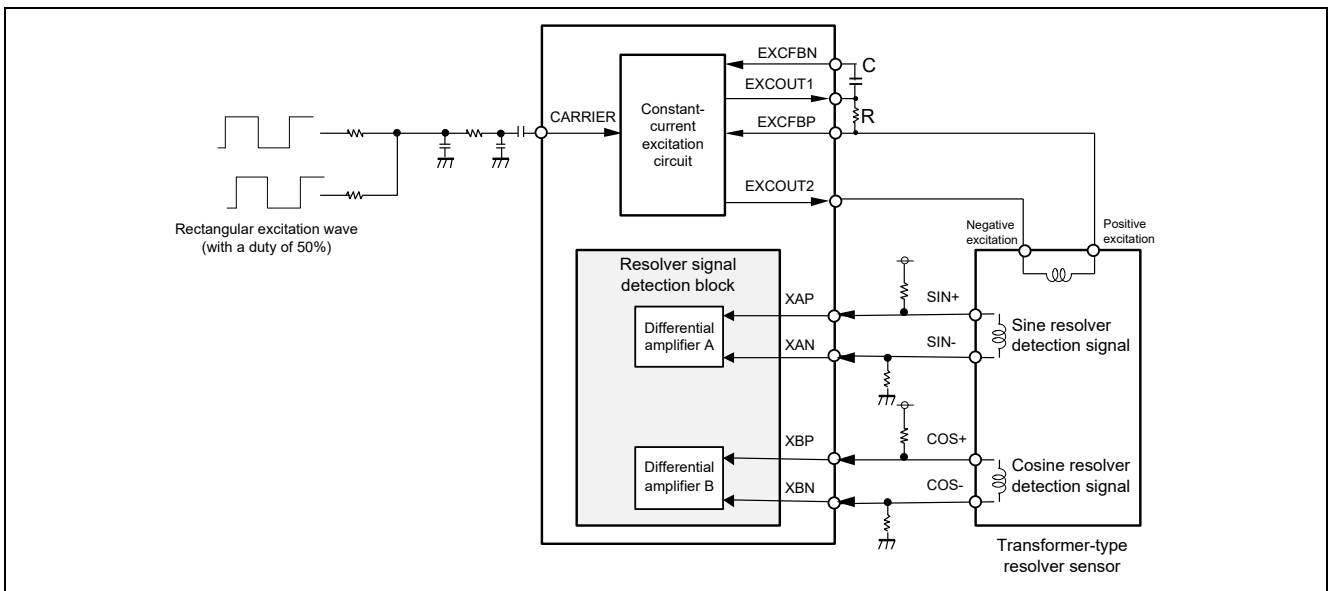 EXCFBN
C
EXCOUT1
CARRIER
Constant-
current
excitation
circuit
EXCFBP
R
EXCOUT2
Rectangular excitation wave
(with a duty of 50%)
Negative
excitation
Positive
excitation
Resolver signal
detection block
XAP
SIN+
Differential
amplifier A
Sine resolver
detection signal
XAN
SIN-
XBP
COS+
Differential
amplifier B
Cosine resolver
detection signal
XBN
COS-
Transformer-type
resolver sensor